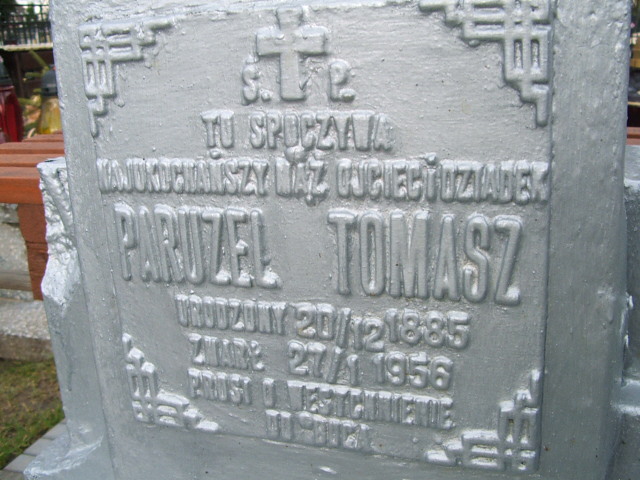 Ś. P.
TU SPOCZYWA
NAJUKOCHAŃSZY MĄŻ OJCIEC I DZIADEK
PARUZEL TOMASZ
URODZONY 20/12 1885
ZMARŁ 27/1 1956
PROSI O WESTCHNIENIE
DO BOGA